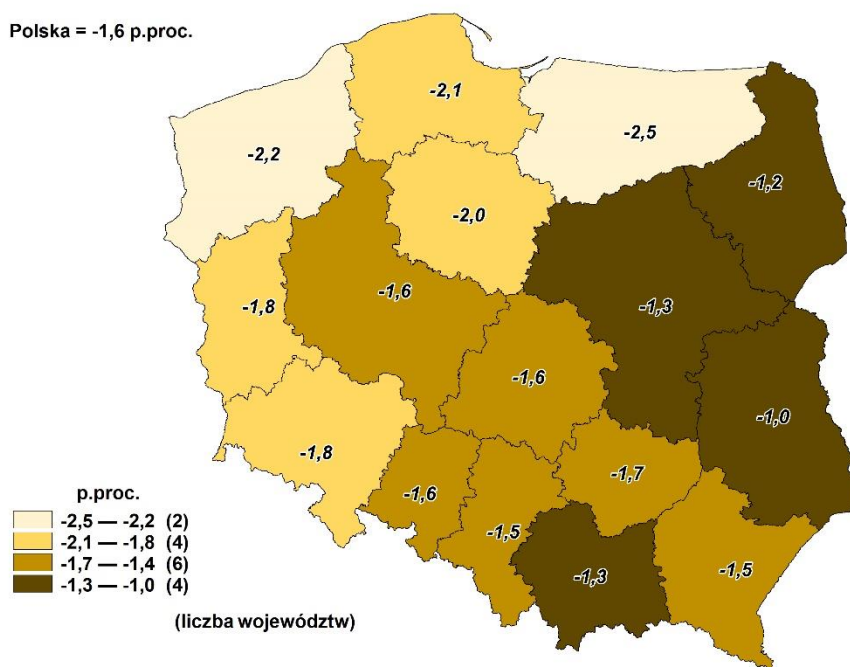 Polska = -1,6 p.proc.
-2,1
-2,5
-2,2
-1,2
-2,0
-1,6
-1,8
-1,3
-1,6
-1,0
-1,8
-1,7
-1,6
-1,5
-1,3
-1,5
p.proc.
-2,5 — -2,2 (2)
-2,1 — -1,8 (4)
-1,7 — -1,4 (6)
-1,3 — -1,0 (4)
(liczba województw)